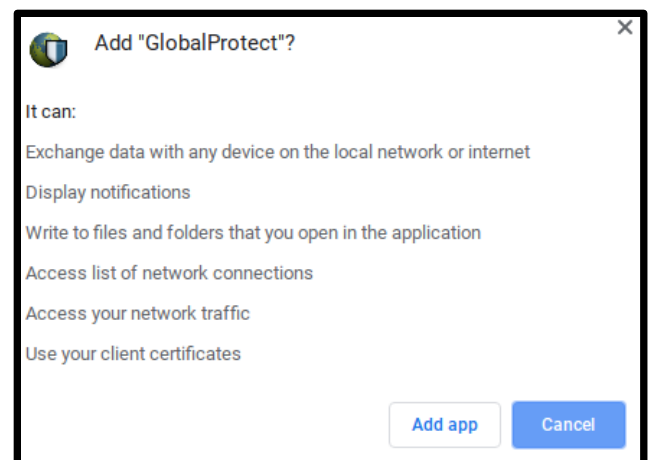 Add "GlobalProtect"?
It can:
Exchange data with any device on the local network or internet
Display notifications
Write to files and folders that you open in the application
Access list of network connections
Access your network traffic
Use your client certificates
Add app
Cancel